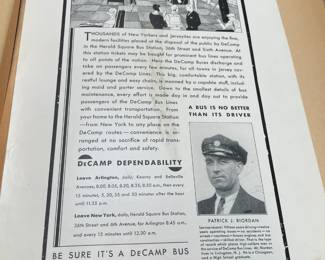 THOUSANDS of New Yorkers and Jerseyites are enjoying the fine,
modern facilities placed at the disposal of the public by DeCamp
in the Herald Square Bus Station, 36th Street and Sixth Avenue. At
this station tickets may be bought for transportation over bus lines
operating to all points of the nation. Here the DeCamp Buses discharge and
take on passengers every few minutes, for all towns in Jersey
ered by the DeCamp Lines. This big, comfortable station, with its
restful lounge and easy chairs, is manned by a capable staff, includ-
ing maid and porter service. Down to the smallest details of bus
maintenance, every effort is made day in and day out to provide
passengers of the DeCamp Bus Lines
with convenient transportation. From
your home to the Herald Square Station
—from New York to any place on the
DeCamp routes—convenience is ar-
ranged at no sacrifice of rapid trans-
portation, comfort and safety.
A BUS IS NO BETTER
THAN ITS DRIVER
DECAMP DEPENDABILITY
Leave Arlington, daily, Kearny and Belleville
Avenues, 8:00, 8:05, 8:20, 8:35, 8:50 a.m., then every
15 minutes, 5, 20, 35 and 50 minutes after the hour
until 11:35 p.m.
Leave New York, daily, Herald Square Bus Station,
36th Street and 6th Avenue, for Arlington 8:45 a.m.
and every 15 minutes until 12:30 a.m.
PATRICK J. RIORDAN
BE SURE IT'S A DECAMP BUS